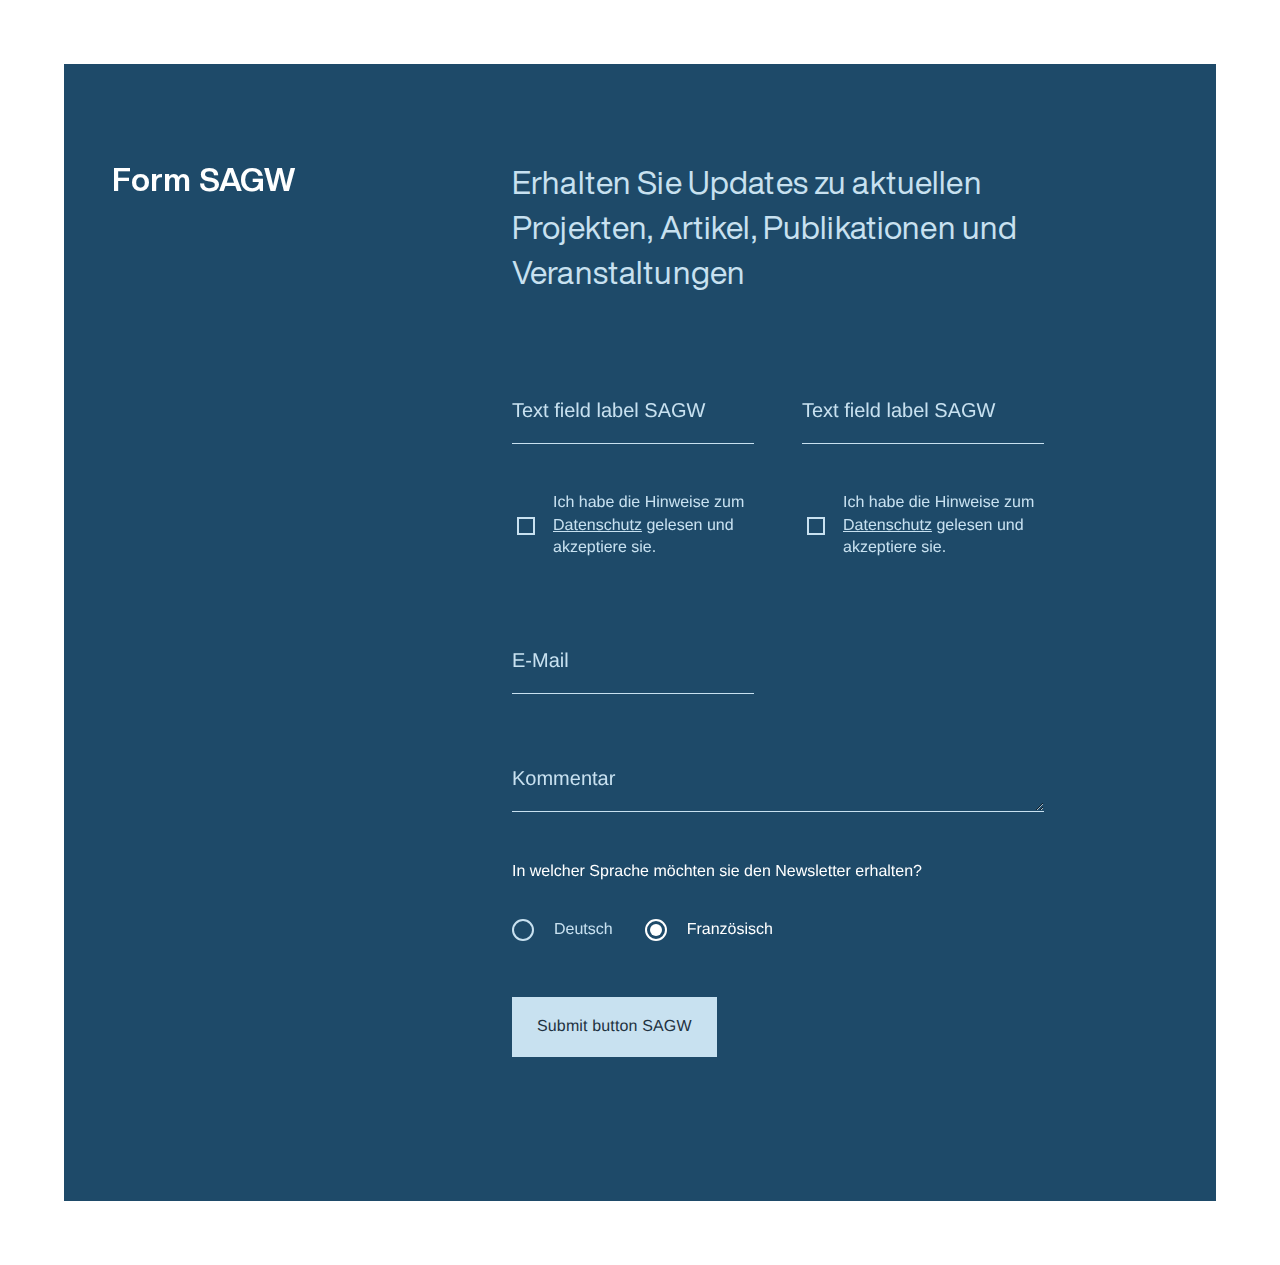 Form SAGW
Erhalten Sie Updates zu aktuellen
Projekten, Artikel, Publikationen und
Veranstaltungen
Text field label SAGW
Text field label SAGW
Ich habe die Hinweise zum
Datenschutz gelesen und
akzeptiere sie.
Ich habe die Hinweise zum
Datenschutz gelesen und
akzeptiere sie.
E-Mail
Kommentar
In welcher Sprache möchten sie den Newsletter erhalten?
Deutsch
Französisch
Submit button SAGW